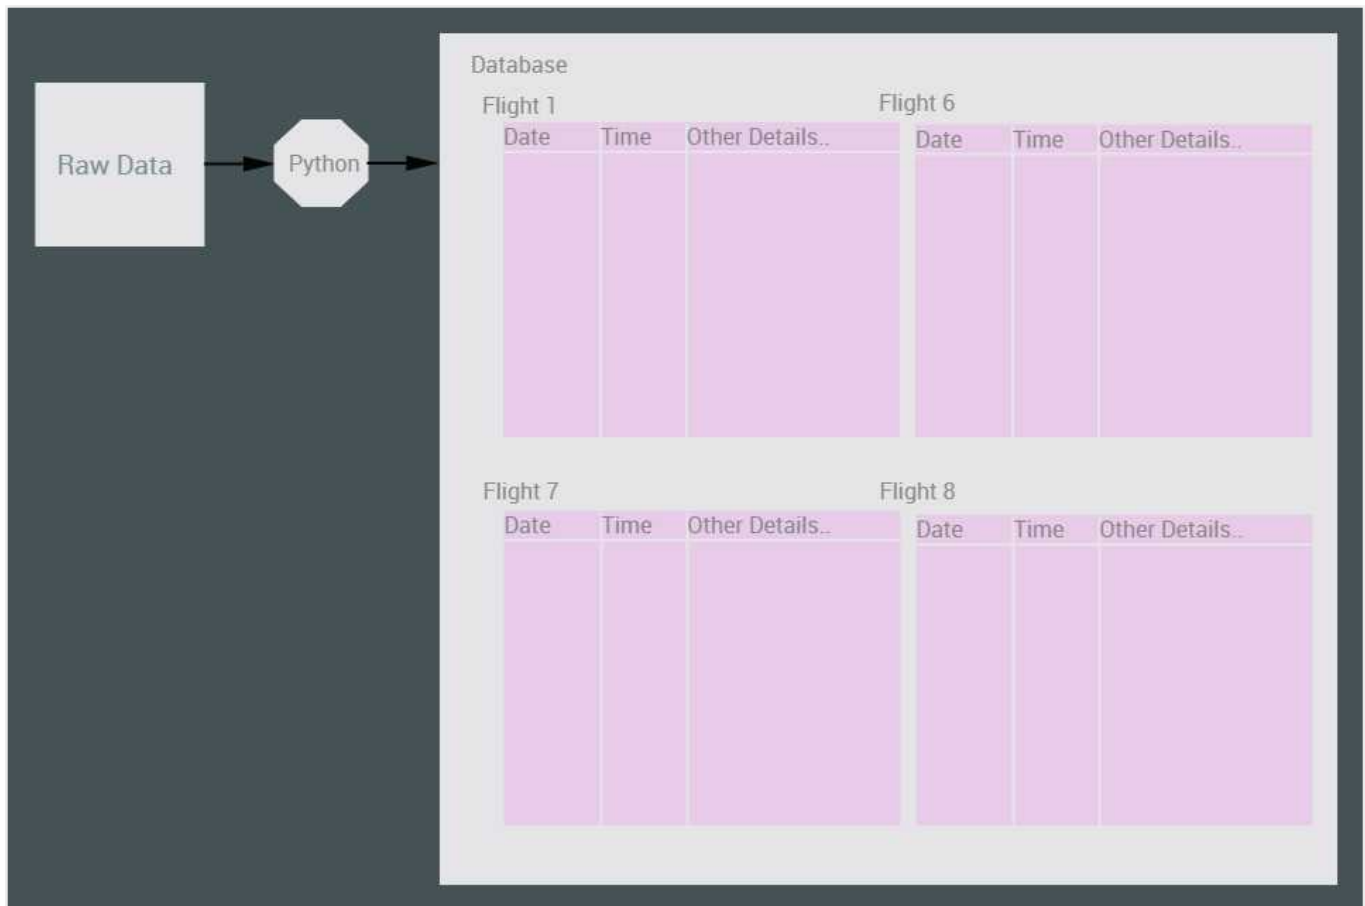 Raw Data
Python
Database
Flight 1
Date Time Other Details..
Flight 6
Date Time Other Details..
Flight 7
Date Time Other Details..
Flight 8
Date Time Other Details..